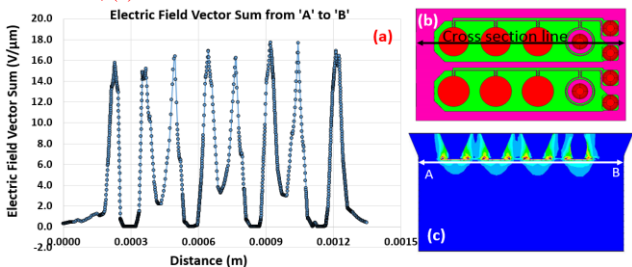 Electric Field Vector Sum from 'A' to 'B'
(a)
Electric Field Vector Sum (V/μm)
20.0
18.0
16.0
14.0
12.0
10.0
8.0
6.0
4.0
2.0
0.0
-2.0
0.0000
0.0003
0.0006
0.0009
0.0012
0.0015
Distance (m)
(b)
Cross section line
A
B
(c)